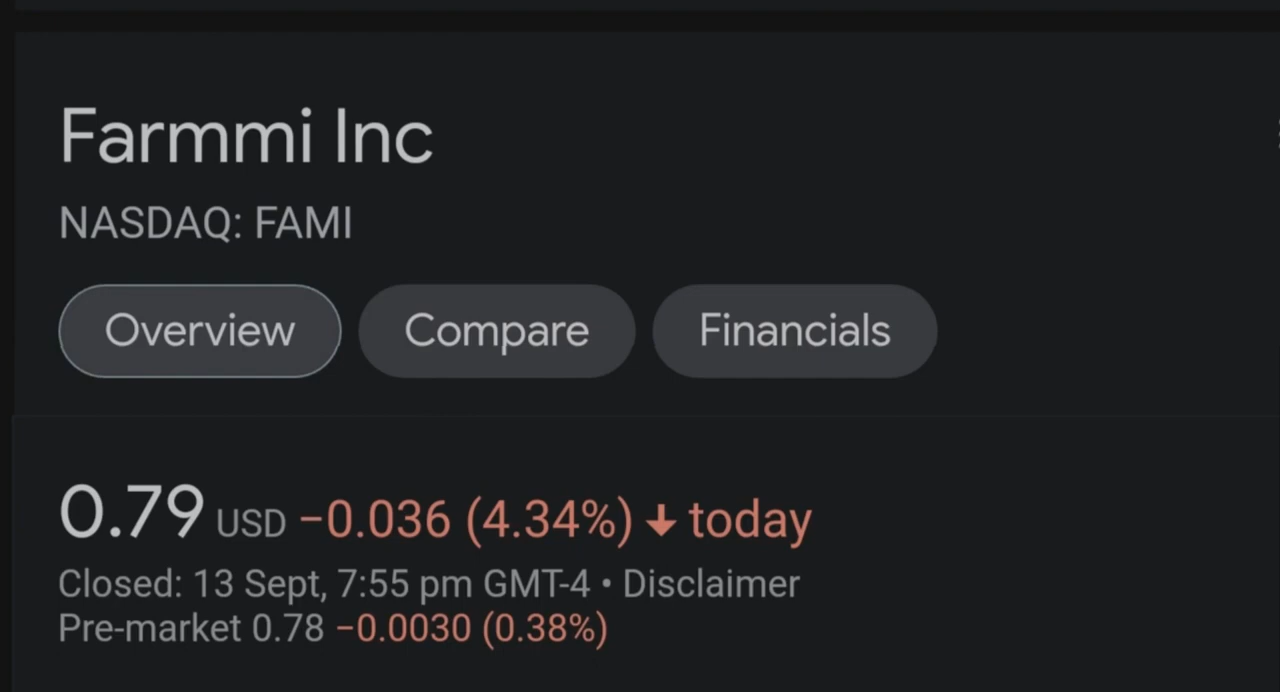 Farmmi Inc
NASDAQ: FAMI
Overview Compare Financials
0.79 USD −0.036 (4.34%) ↓ today
Closed: 13 Sept, 7:55 pm GMT-4 • Disclaimer
Pre-market 0.78 −0.0030 (0.38%)